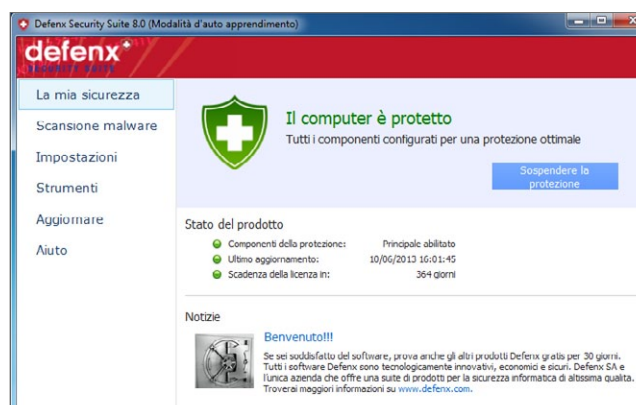 Defenx Security Suite 8.0 (Modalità d'auto apprendimento)
defenx
SECURITY SUITE
La mia sicurezza
Scansione malware
Impostazioni
Strumenti
Aggiornare
Aiuto
Il computer è protetto
Tutti i componenti configurati per una protezione ottimale
Sospendere la
protezione
Stato del prodotto
Componenti della protezione: Principale abilitato
Ultimo aggiornamento: 10/06/2013 16:01:45
Scadenza della licenza in: 364 giorni
Notizie
Benvenuto!!!
Se sei soddisfatto del software, prova anche gli altri prodotti Defenx gratis per 30 giorni.
Tutti i software Defenx sono tecnologicamente innovativi, economici e sicuri. Defenx SA è
l'unica azienda che offre una suite di prodotti per la sicurezza informatica di altissima qualità.
Troverai maggiori informazioni su www.defenx.com.